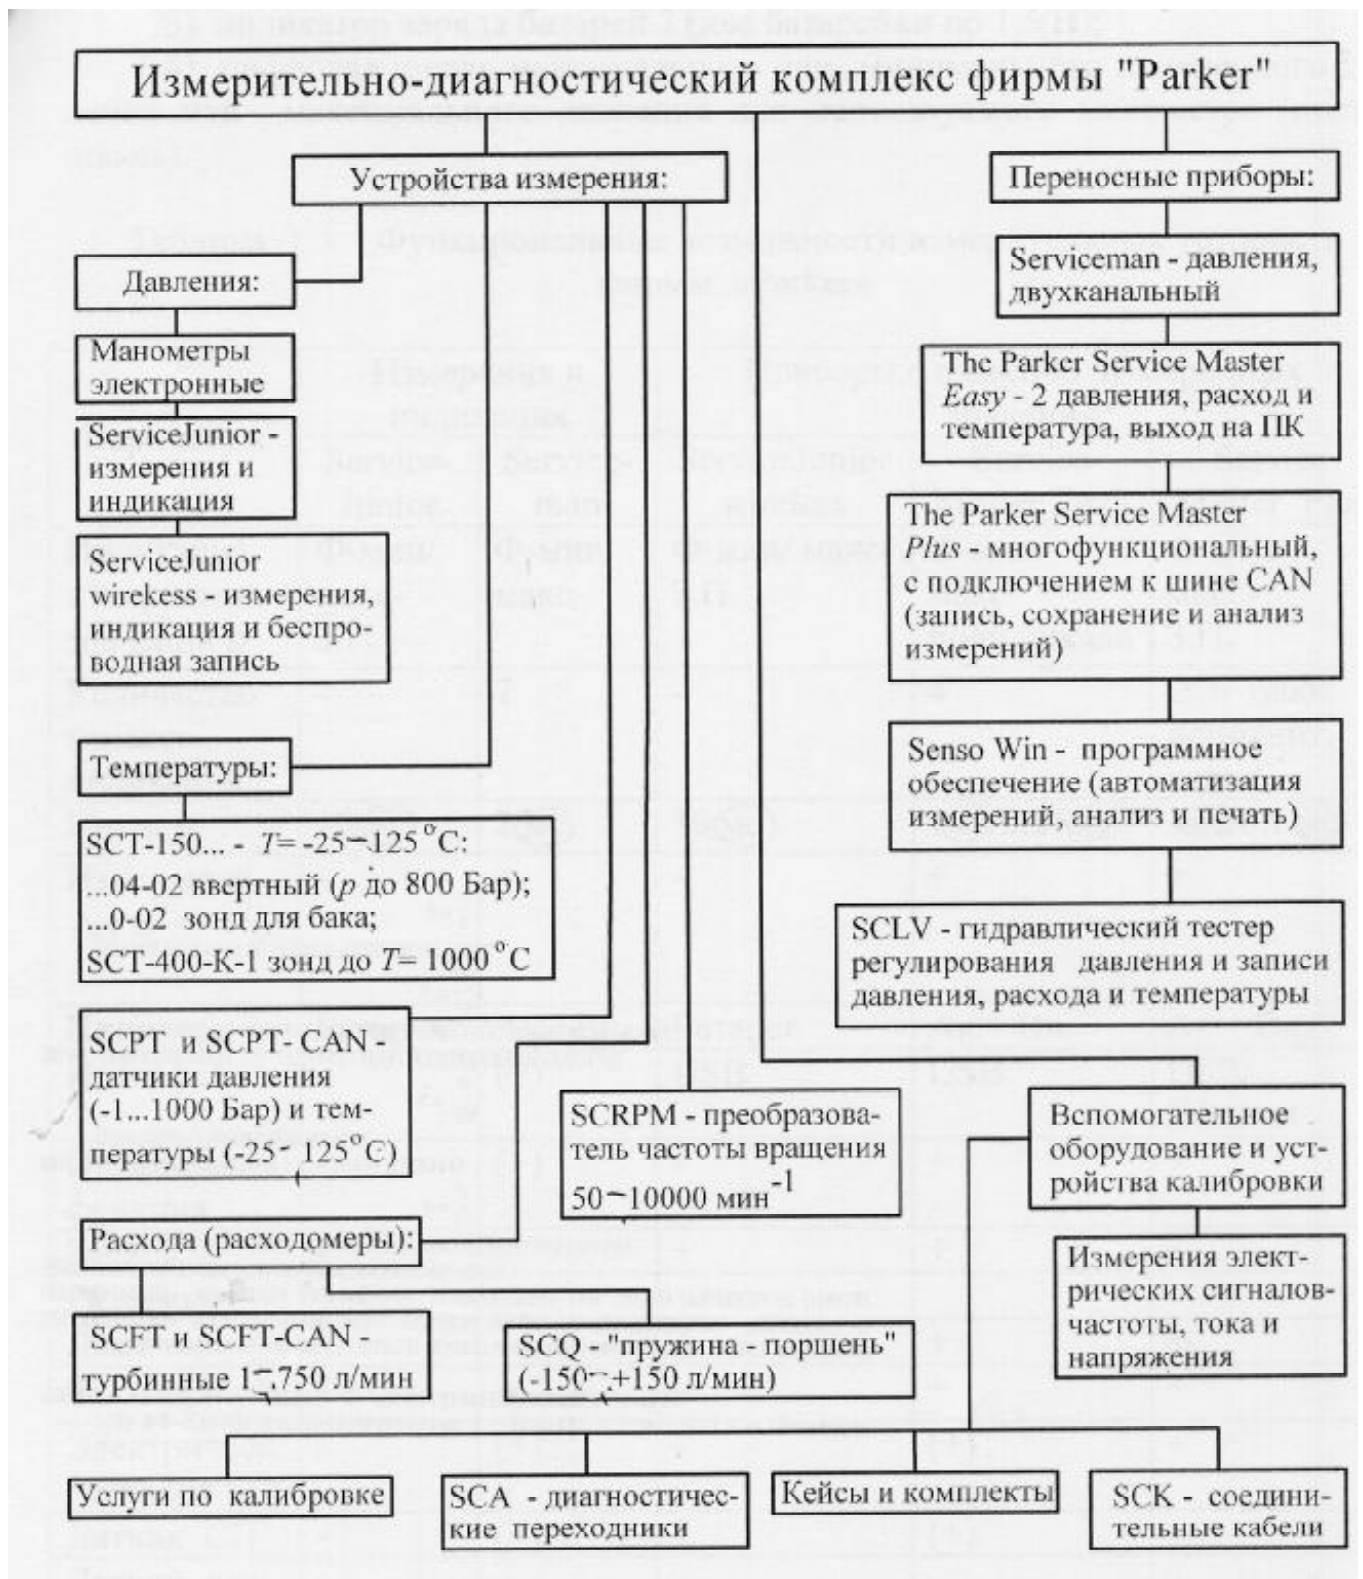 Измерительно-диагностический комплекс фирмы "Parker"
Устройства измерения:
Переносные приборы:
Давления:
Манометры
электронные
ServiceJunior -
измерения и
индикация
ServiceJunior
wirekess - измерения,
индикация и беспро-
водная запись
Температуры:
SCT-150... - T= -25 125 °C:
...04-02 ввертный (p до 800 Бар);
...0-02 зонд для бака;
SCT-400-К-1 зонд до T= 1000 °C
SCPT и SCPT- CAN -
датчики давления
(-1...1000 Бар) и тем-
пературы (-25 125°C)
Расхода (расходомеры):
SCFT и SCFT-CAN -
турбинные 1 750 л/мин
SCRPM - преобразова-
тель частоты вращения
50 10000 мин-1
SCQ - "пружина - поршень"
(-150 +150 л/мин)
Serviceman - давления,
двухканальный
The Parker Service Master
Easy - 2 давления, расход и
температура, выход на ПК
The Parker Service Master
Plus - многофункциональный,
с подключением к шине CAN
(запись, сохранение и анализ
измерений)
Senso Win - программное
обеспечение (автоматизация
измерений, анализ и печать)
SCLV - гидравлический тестер
регулирования давления и записи
давления, расхода и температуры
Вспомогательное
оборудование и уст-
ройства калибровки
Измерения элект-
рических сигналов-
частоты, тока и
напряжения
Услуги по калибровке
SCA - диагностичес-
кие переходники
Кейсы и комплекты
SCK - соедини-
тельные кабели